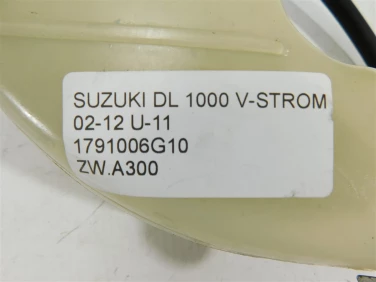 SUZUKI DL 1000 V-STROM
02-12 U-11
1791006G10
ZW.A300